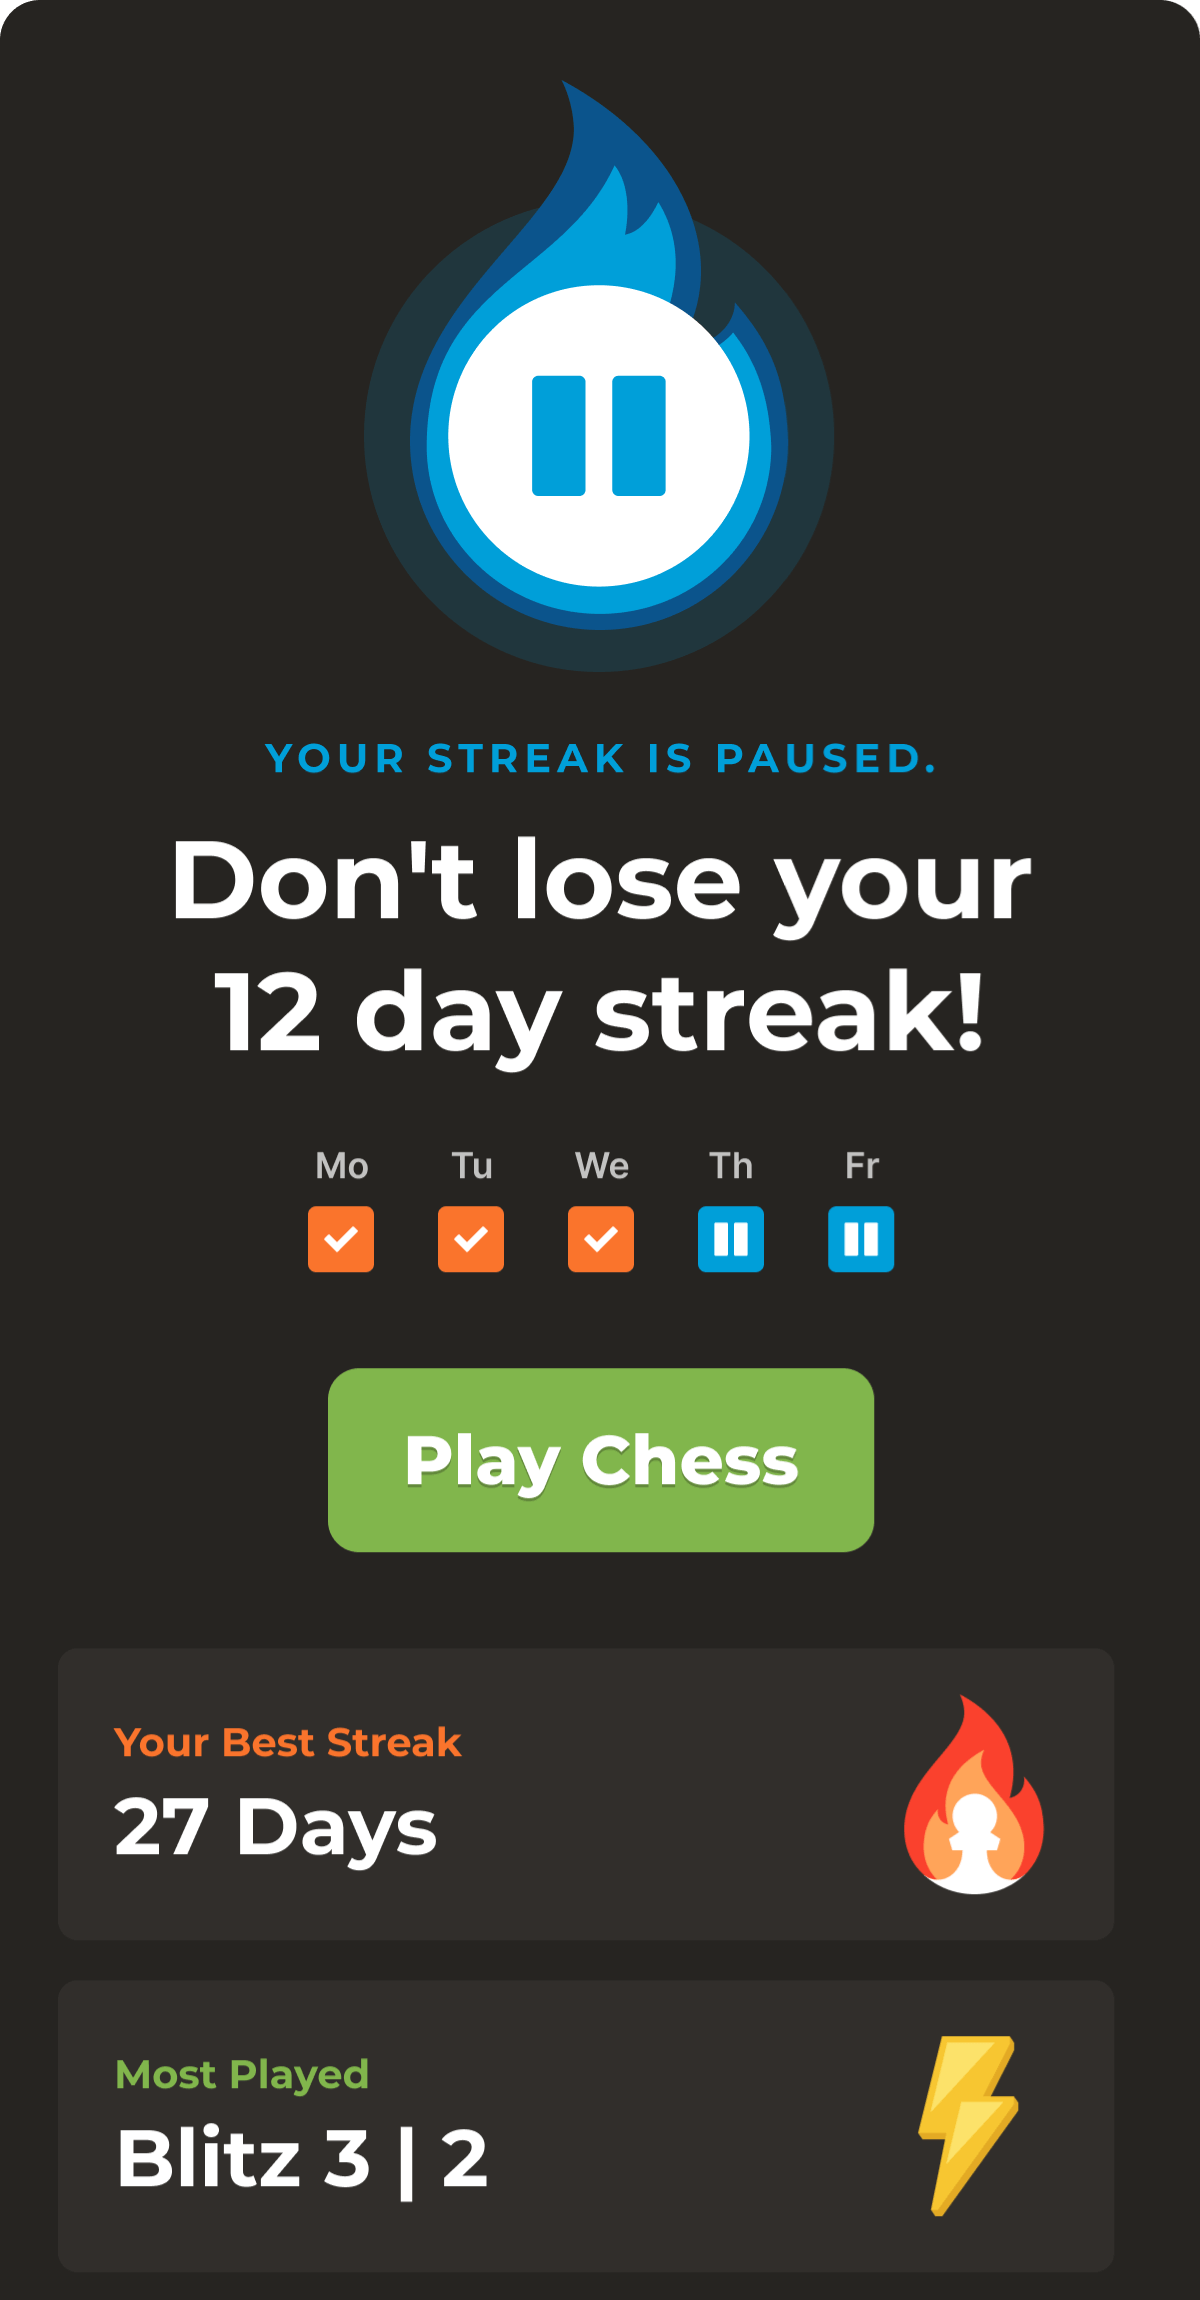 YOUR STREAK IS PAUSED.
Don't lose your
12 day streak!
Mo Tu We Th Fr
Play Chess
Your Best Streak
27 Days
Most Played
Blitz 3 | 2